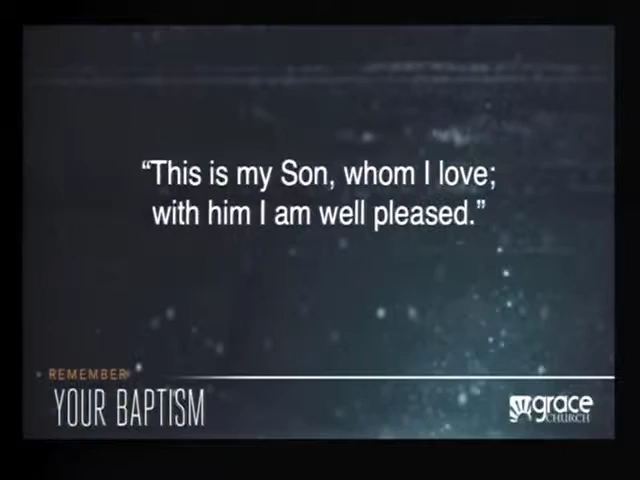 “This is my Son, whom I love;
with him I am well pleased.”
REMEMBER
YOUR BAPTISM
grace
CHURCH